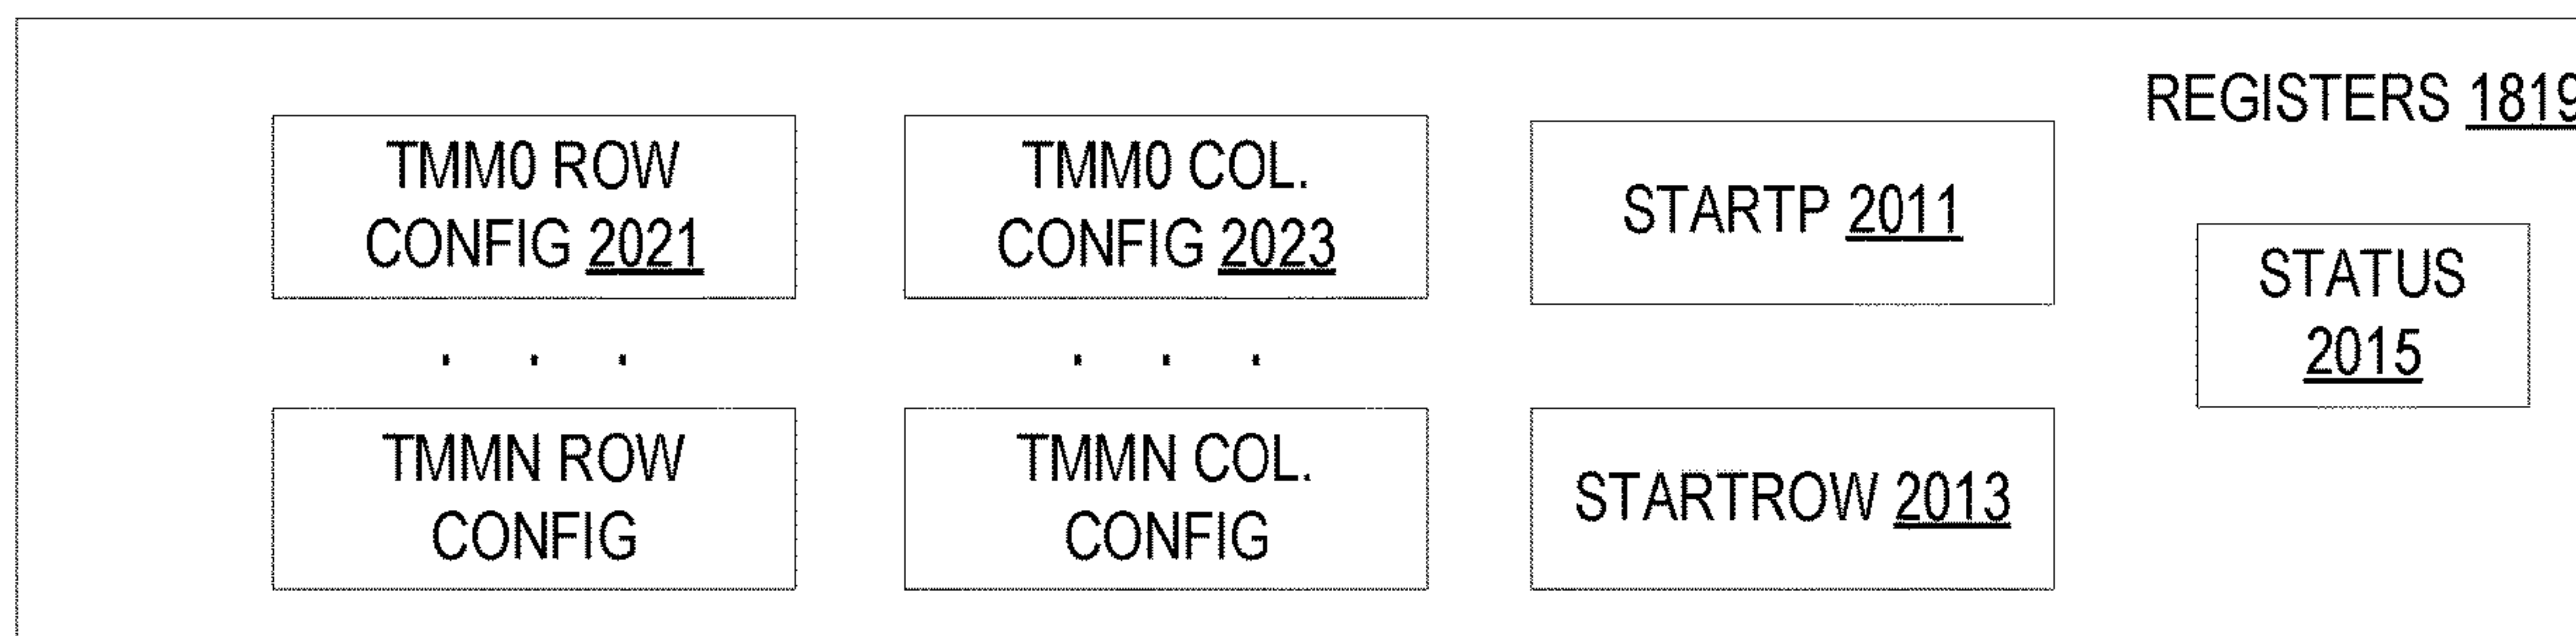 REGISTERS 1819
TMM0 ROW
CONFIG 2021
TMM0 COL.
CONFIG 2023
STARTP 2011
STATUS
2015
. . .
. . .
TMMN ROW
CONFIG
TMMN COL.
CONFIG
STARTROW 2013